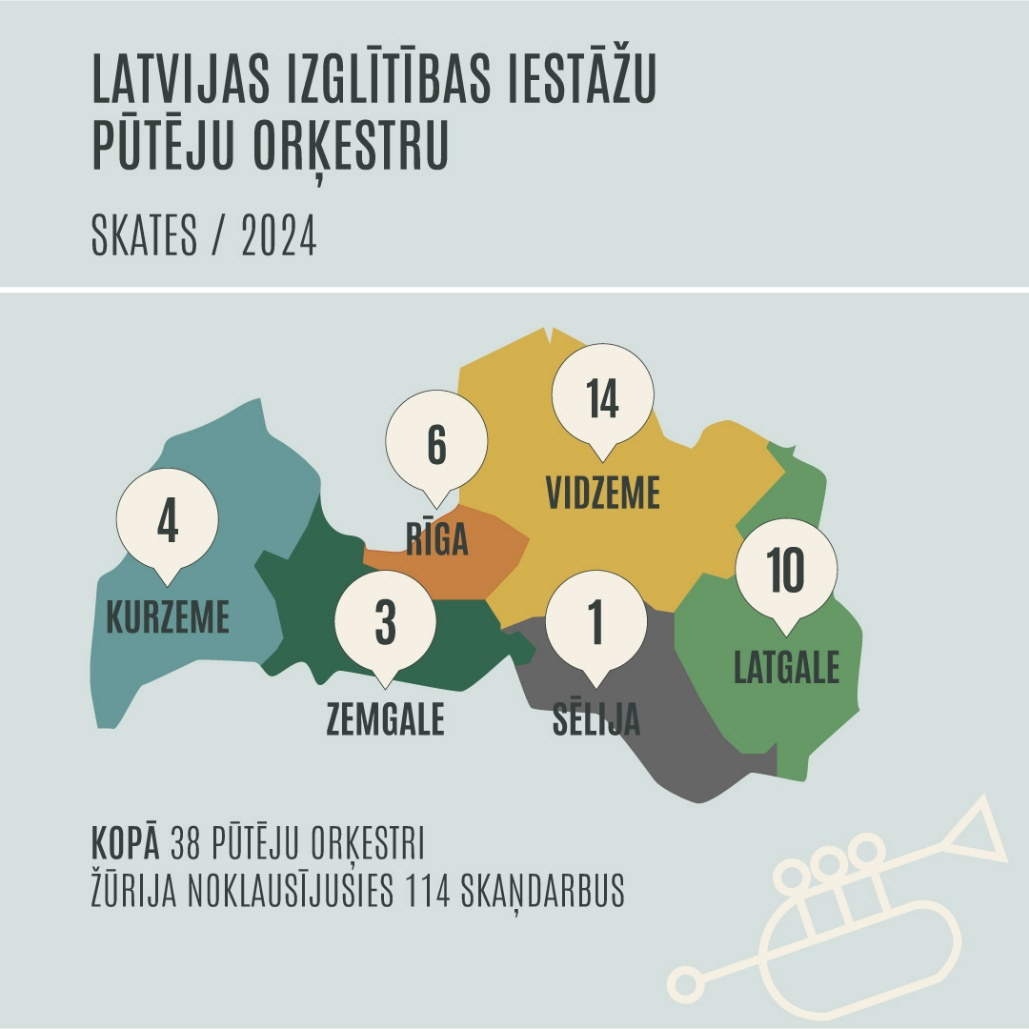 LATVIJAS IZGLĪTĪBAS IESTĀŽU
PŪTĒJU ORĶESTRU
SKATES / 2024
14
6
VIDZEME
4
RĪGA
10
KURZEME
3
1
LATGALE
ZEMGALE
SĒLIJA
KOPĀ 38 PŪTĒJU ORĶESTRI
ŽŪRIJA NOKLAUSĪJUSIES 114 SKAŅDARBUS